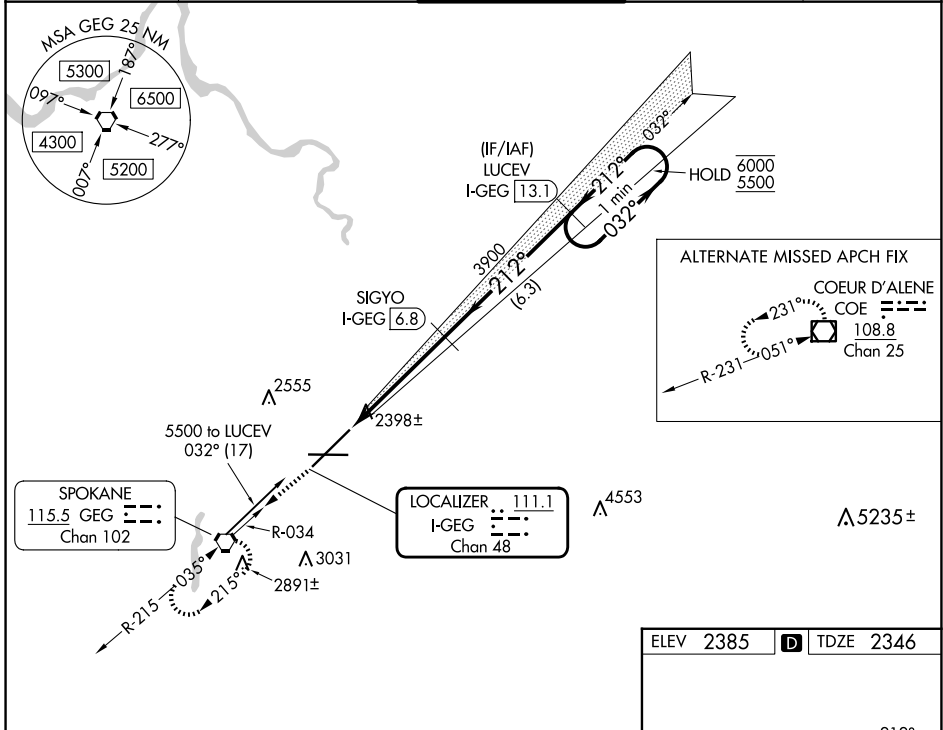 MSA GEG 25 NM
5300
187°
097°
6500
4300
277°
5200
007°
032°
(IF/IAF)
LUCEV
I-GEG 13.1
212°
1 min
032°
HOLD 6000
5500
3900
212°
(6.3)
SIGYO
I-GEG 6.8
ALTERNATE MISSED APCH FIX
COEUR D'ALENE
COE
108.8
Chan 25
231°
R-231
051°
2555
2398±
5500 to LUCEV
032° (17)
SPOKANE
115.5 GEG
Chan 102
R-034
LOCALIZER 111.1
I-GEG
Chan 48
4553
5235±
3031
2891±
R-215
035°
215°
ELEV 2385 D TDZE 2346